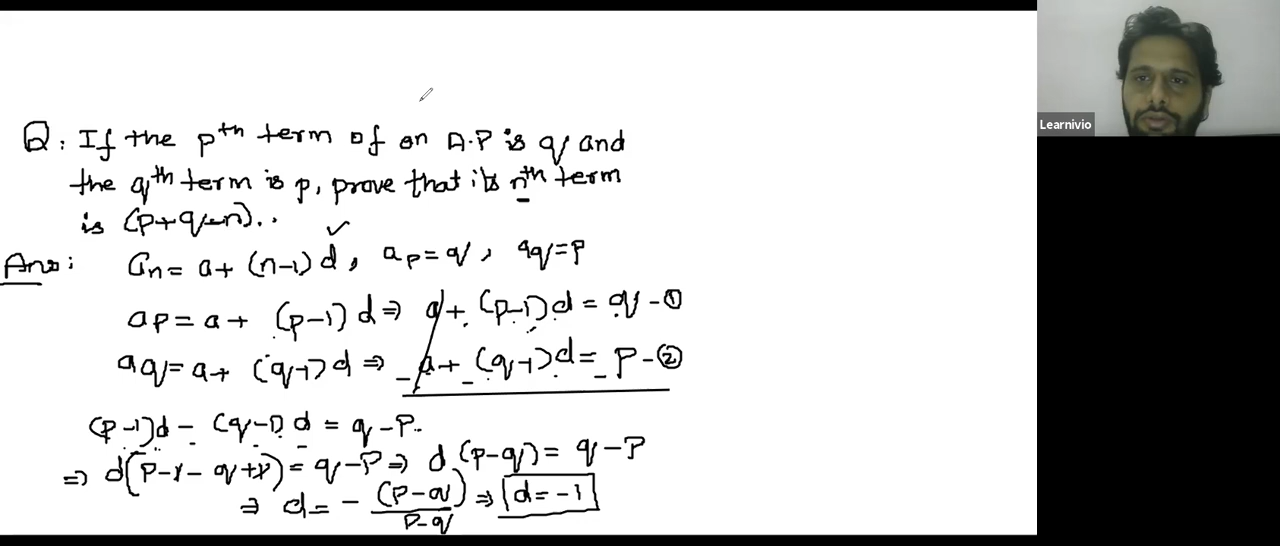 Q: If the pth term of an A.P is q and
the qth term is p, prove that its nth term
is (p+q-n)..
Ans: an = a + (n-1) d, ap = q, aq = p
ap = a + (p-1) d ⇒ a + (p-1) d = q - ①
aq = a + (q-1) d ⇒ a + (q-1) d = p - ②
(p-1)d - (q-1) d = q - p.
⇒ d(p-1-q+1) = q-p ⇒ d (p-q) = q-p
⇒ d = - (p-q)/p-q ⇒ d = -1
Learnivio